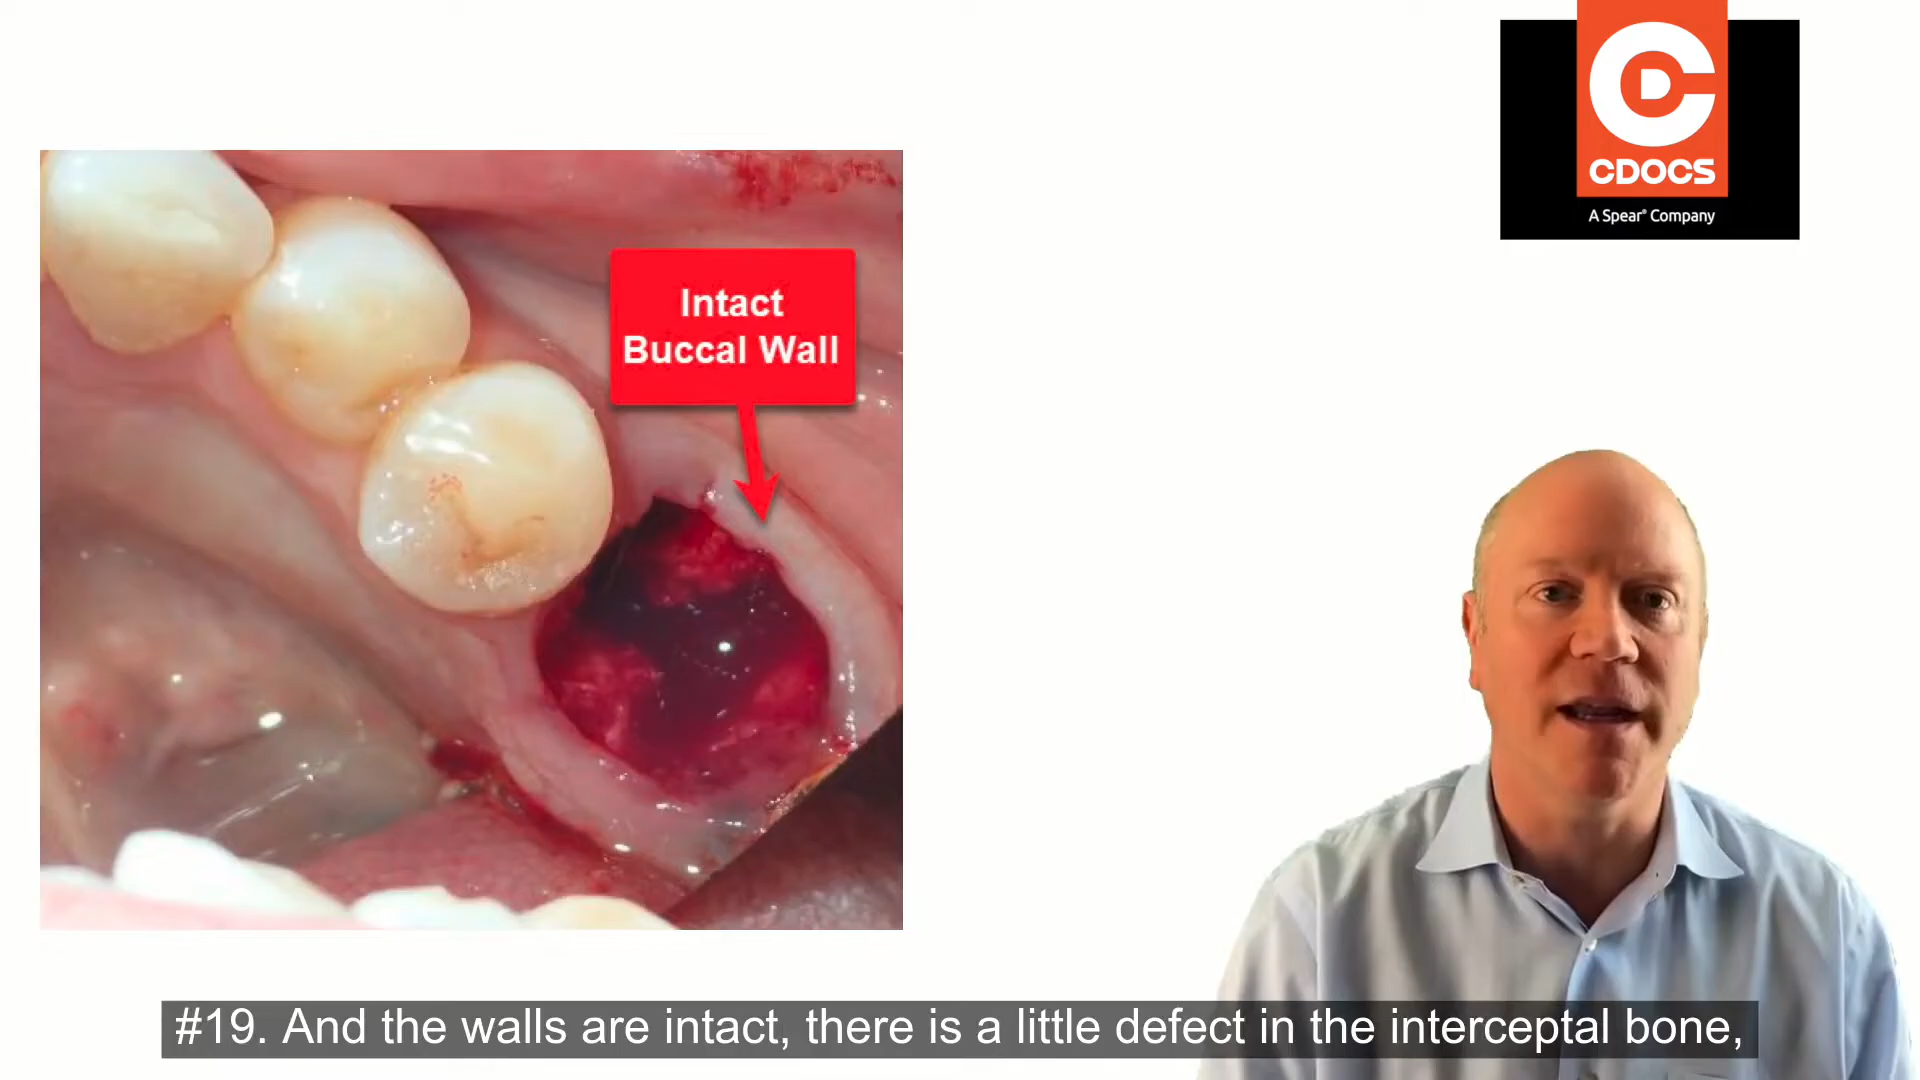 CDOCS
A Spear® Company
Intact
Buccal Wall
#19. And the walls are intact, there is a little defect in the interceptal bone,